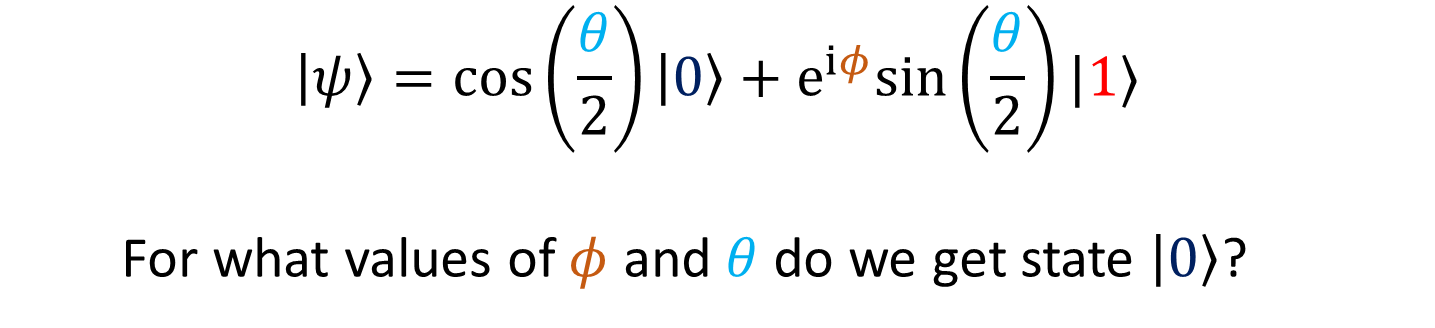 |ψ⟩ = cos(θ/2)|0⟩ + e^{iϕ} sin(θ/2)|1⟩
For what values of ϕ and θ do we get state |0⟩?